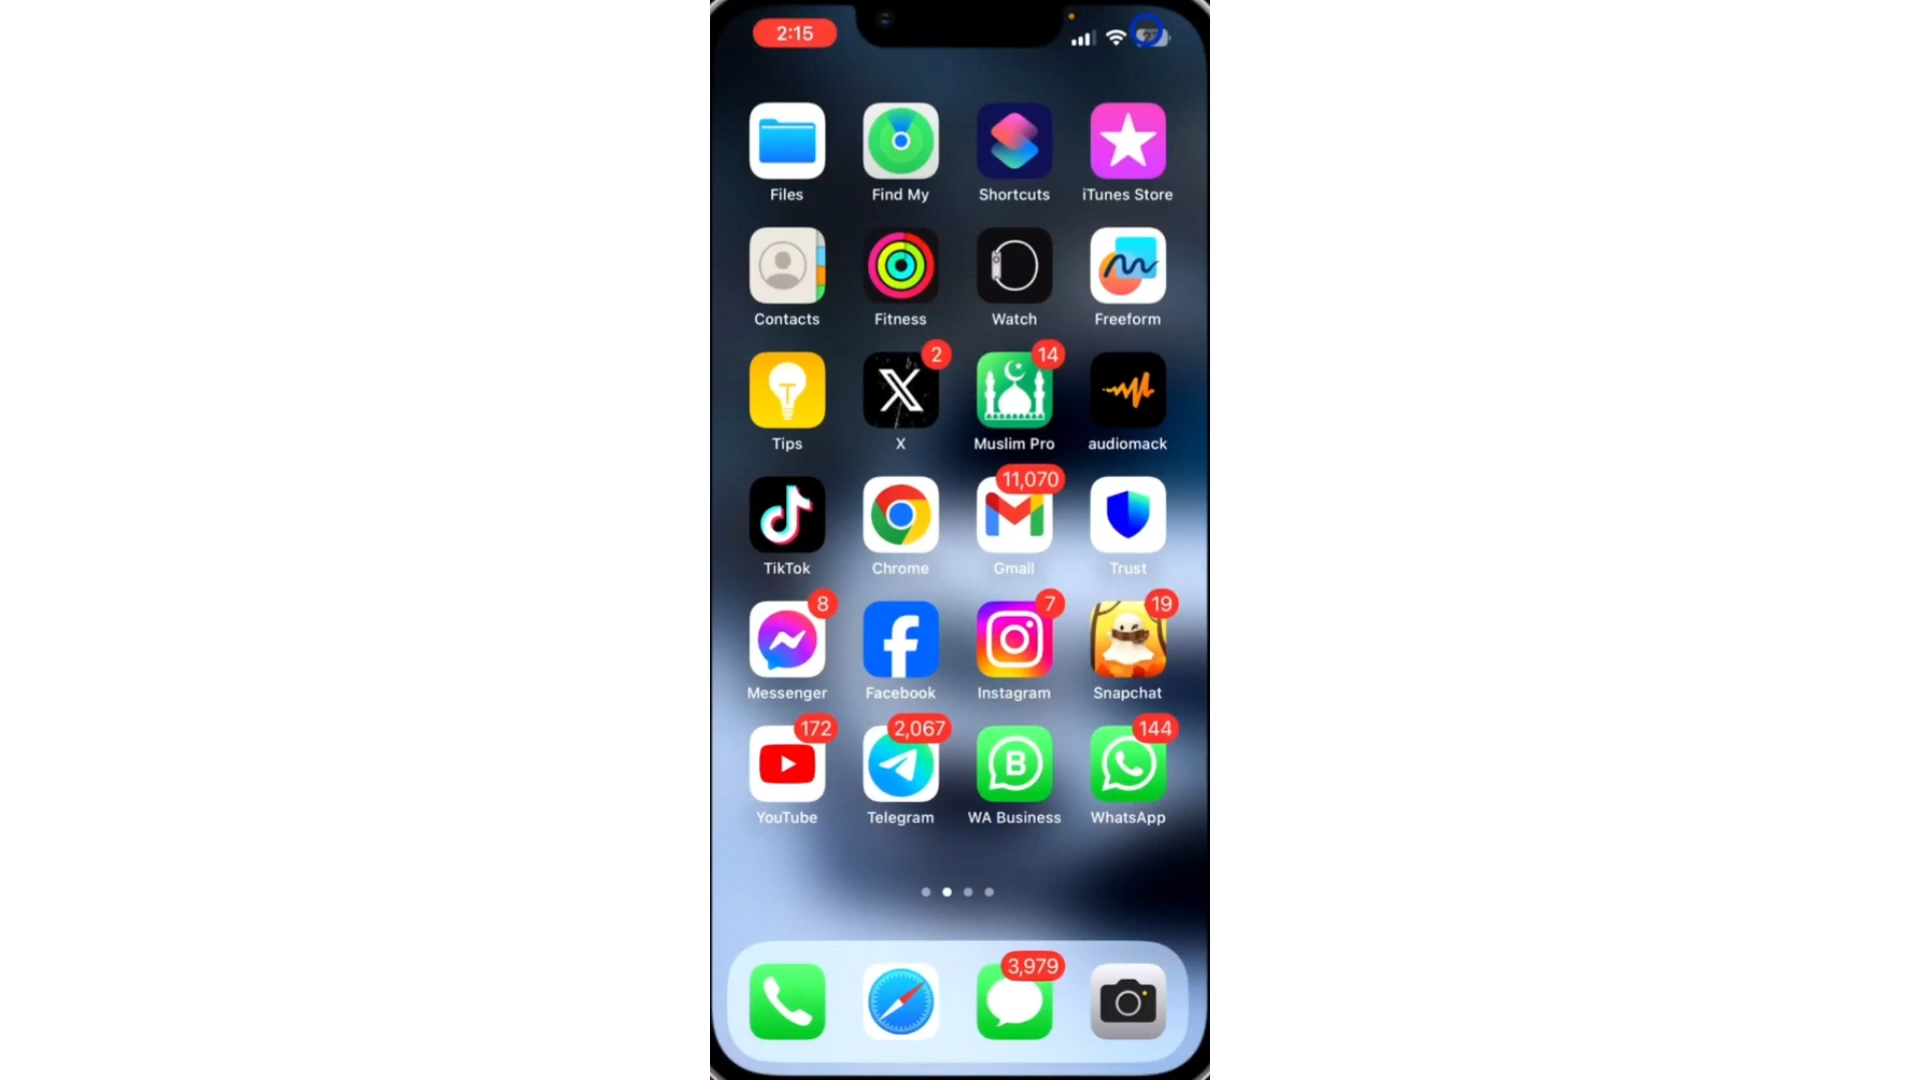 2:15
Files Find My Shortcuts iTunes Store
Contacts Fitness Watch Freeform
2 14
Tips X Muslim Pro audiomack
11,070
TikTok Chrome Gmail Trust
8 7 19
Messenger Facebook Instagram Snapchat
172 2,067 B 144
YouTube Telegram WA Business WhatsApp
3,979